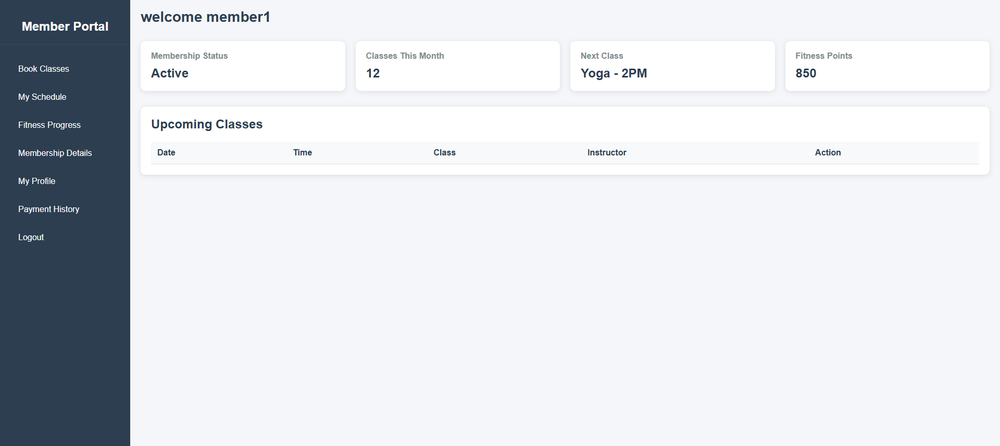 Member Portal
Book Classes
My Schedule
Fitness Progress
Membership Details
My Profile
Payment History
Logout
welcome member1
Membership Status
Active
Classes This Month
12
Next Class
Yoga - 2PM
Fitness Points
850
Upcoming Classes
Date Time Class Instructor Action